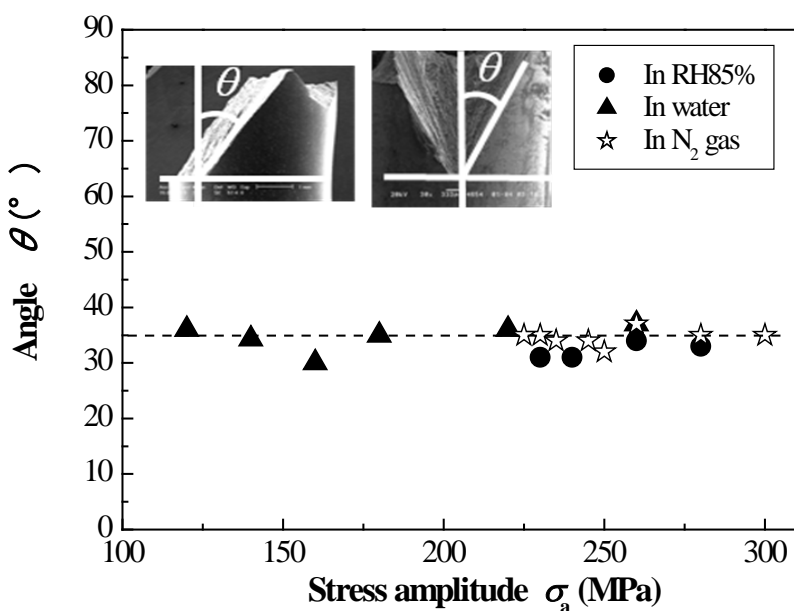 90
80
70
60
50
40
30
20
10
0
100
150
200
250
300
Angle θ (°)
Stress amplitude σa (MPa)
In RH85%
In water
In N2 gas
θ
θ